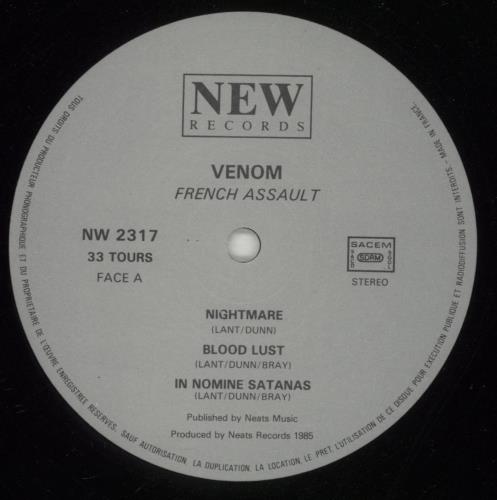 NEW
RECORDS
VENOM
FRENCH ASSAULT
NW 2317
33 TOURS
FACE A
SACEM
SACD
SDRM
SGDL
STEREO
NIGHTMARE
(LANT/DUNN)
BLOOD LUST
(LANT/DUNN/BRAY)
IN NOMINE SATANAS
(LANT/DUNN/BRAY)
Published by Neats Music
Produced by Neats Records 1985
TOUS DROITS DU PRODUCTEUR PHONOGRAPHIQUE ET DU PROPRIETAIRE DE L'ŒUVRE ENREGISTREE RESERVES, SAUF AUTORISATION, LA DUPLICATION, LA LOCATION, LE PRET, L'UTILISATION DE CE DISQUE POUR EXECUTION PUBLIQUE ET RADIODIFFUSION SONT INTERDITS - MADE IN FRANCE.